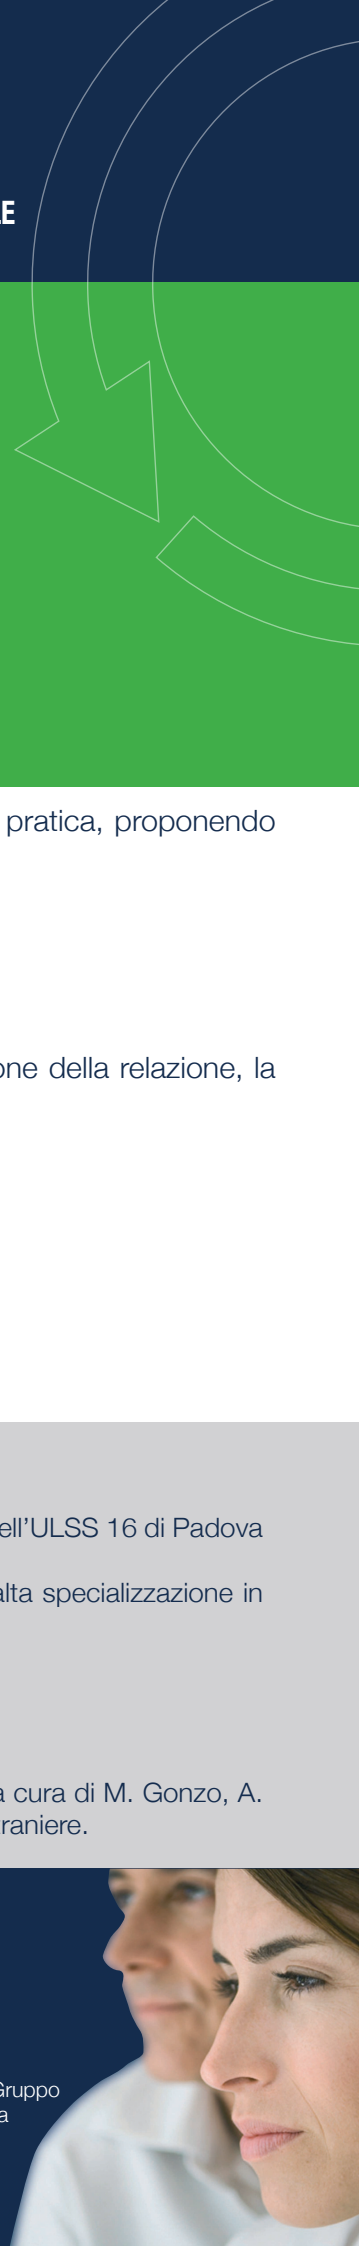 LE
pratica, proponendo
one della relazione, la
ell’ULSS 16 di Padova
alta specializzazione in
a cura di M. Gonzo, A.
raniere.
Gruppo
a